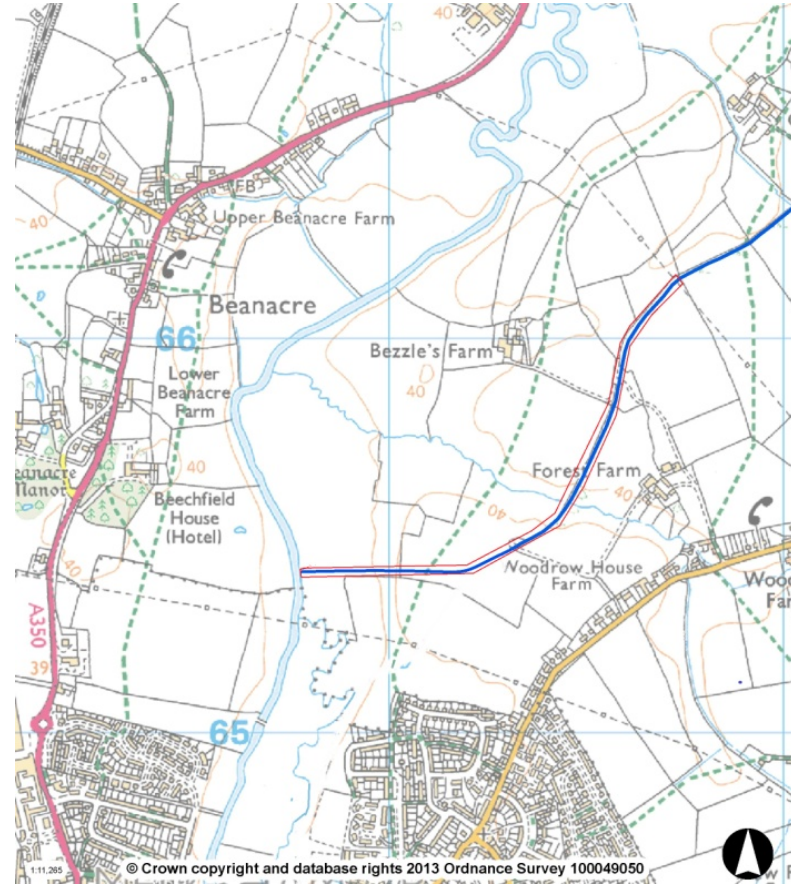 40
40
FB
Upper Beanacre Farm
40
Beanacre
66
Bezzle's Farm
Lower
Beanacre
Farm
40
40
Forest Farm
40
Manor
Beechfield
House
(Hotel)
40
40
Woodrow House
Farm
A350
39
65
1:11,265
© Crown copyright and database rights 2013 Ordnance Survey 100049050